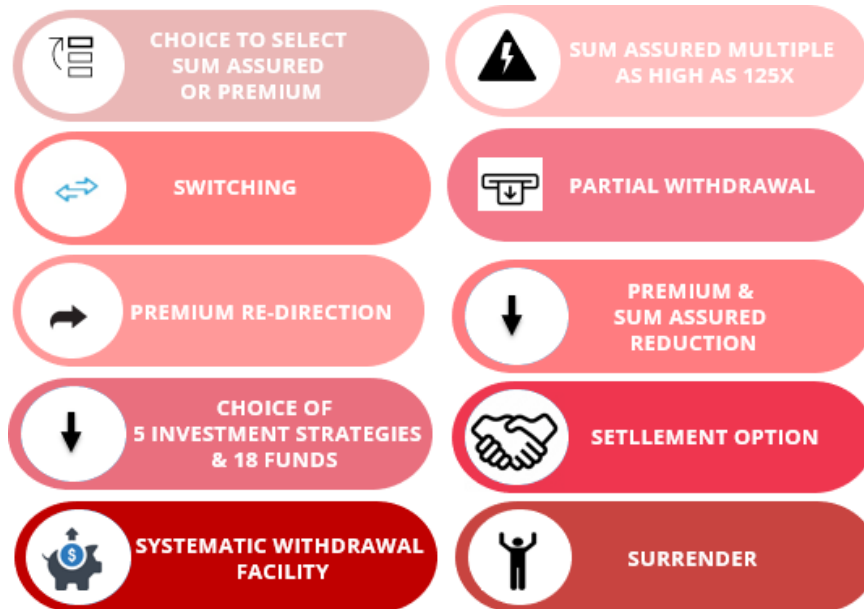 CHOICE TO SELECT
SUM ASSURED
OR PREMIUM
SUM ASSURED MULTIPLE
AS HIGH AS 125X
SWITCHING
PARTIAL WITHDRAWAL
PREMIUM RE-DIRECTION
PREMIUM &
SUM ASSURED
REDUCTION
CHOICE OF
5 INVESTMENT STRATEGIES
& 18 FUNDS
SETLLEMENT OPTION
$
SYSTEMATIC WITHDRAWAL
FACILITY
SURRENDER